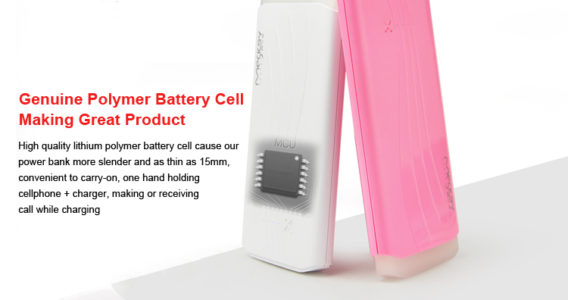 Genuine Polymer Battery Cell
Making Great Product
High quality lithium polymer battery cell cause our
power bank more slender and as thin as 15mm,
convenient to carry-on, one hand holding
cellphone + charger, making or receiving
call while charging
MCU